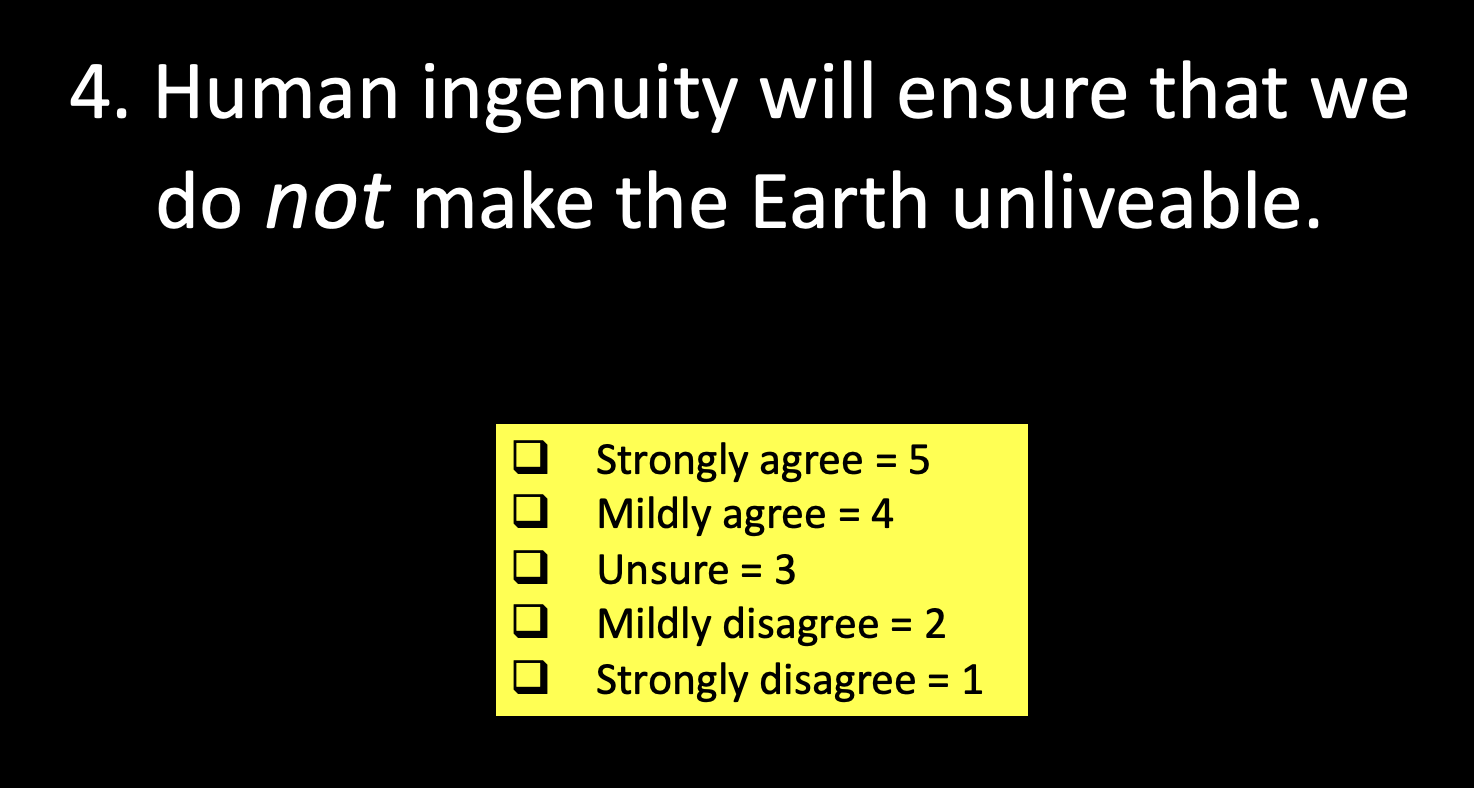 4. Human ingenuity will ensure that we
do not make the Earth unliveable.
❑ Strongly agree = 5
❑ Mildly agree = 4
❑ Unsure = 3
❑ Mildly disagree = 2
❑ Strongly disagree = 1